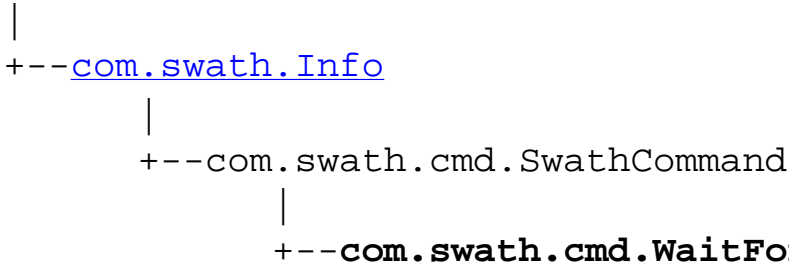 |
+--com.swath.Info
|
+--com.swath.cmd.SwathCommand
|
+--com.swath.cmd.WaitFo